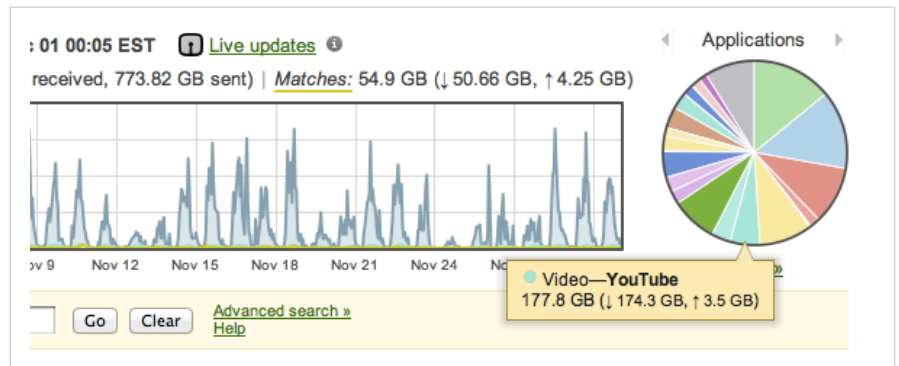 c 01 00:05 EST Live updates
Applications
received, 773.82 GB sent) | Matches: 54.9 GB (↓50.66 GB, ↑4.25 GB)
ov 9 Nov 12 Nov 15 Nov 18 Nov 21 Nov 24
»
Video—YouTube
177.8 GB (↓174.3 GB, ↑3.5 GB)
Go Clear Advanced search »
Help